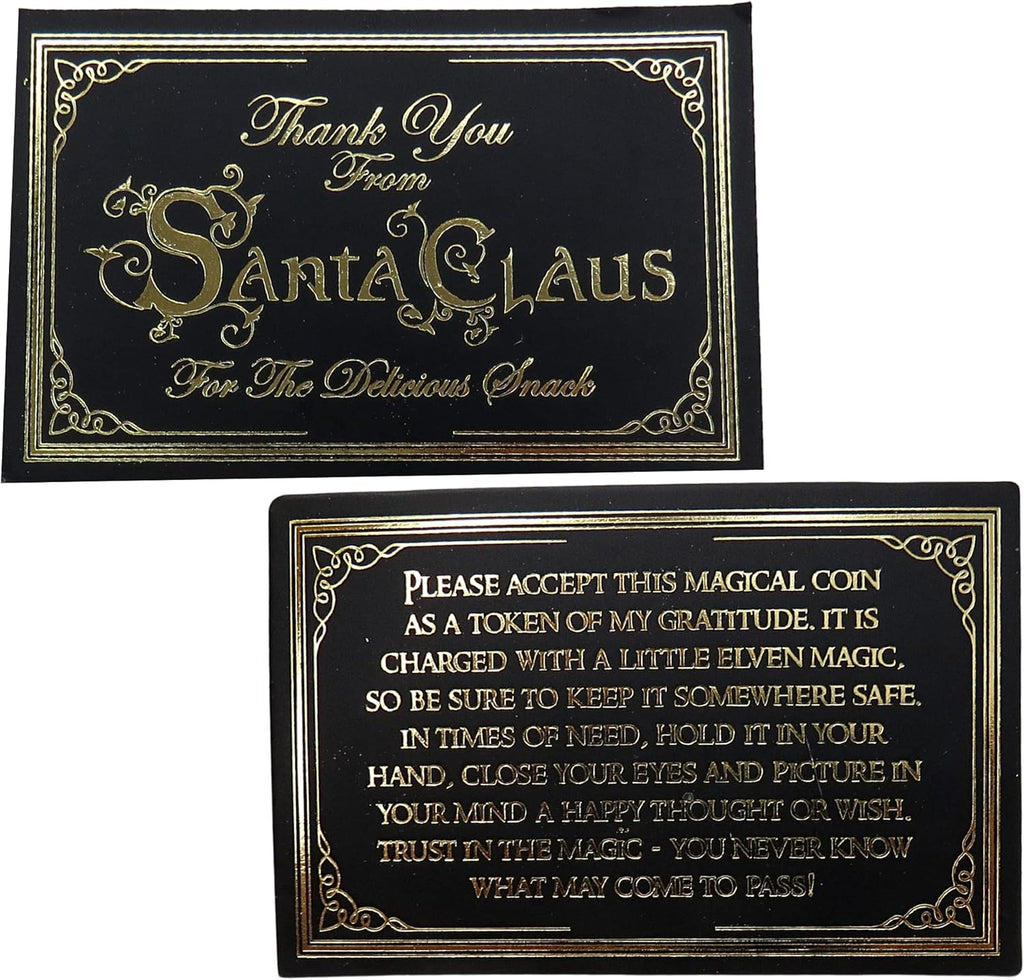 Thank You
From
Santa Claus
For The Delicious Snack
PLEASE ACCEPT THIS MAGICAL COIN
AS A TOKEN OF MY GRATITUDE. IT IS
CHARGED WITH A LITTLE ELVEN MAGIC,
SO BE SURE TO KEEP IT SOMEWHERE SAFE.
IN TIMES OF NEED, HOLD IT IN YOUR
HAND, CLOSE YOUR EYES AND PICTURE IN
YOUR MIND A HAPPY THOUGHT OR WISH.
TRUST IN THE MAGIC - YOU NEVER KNOW
WHAT MAY COME TO PASS!